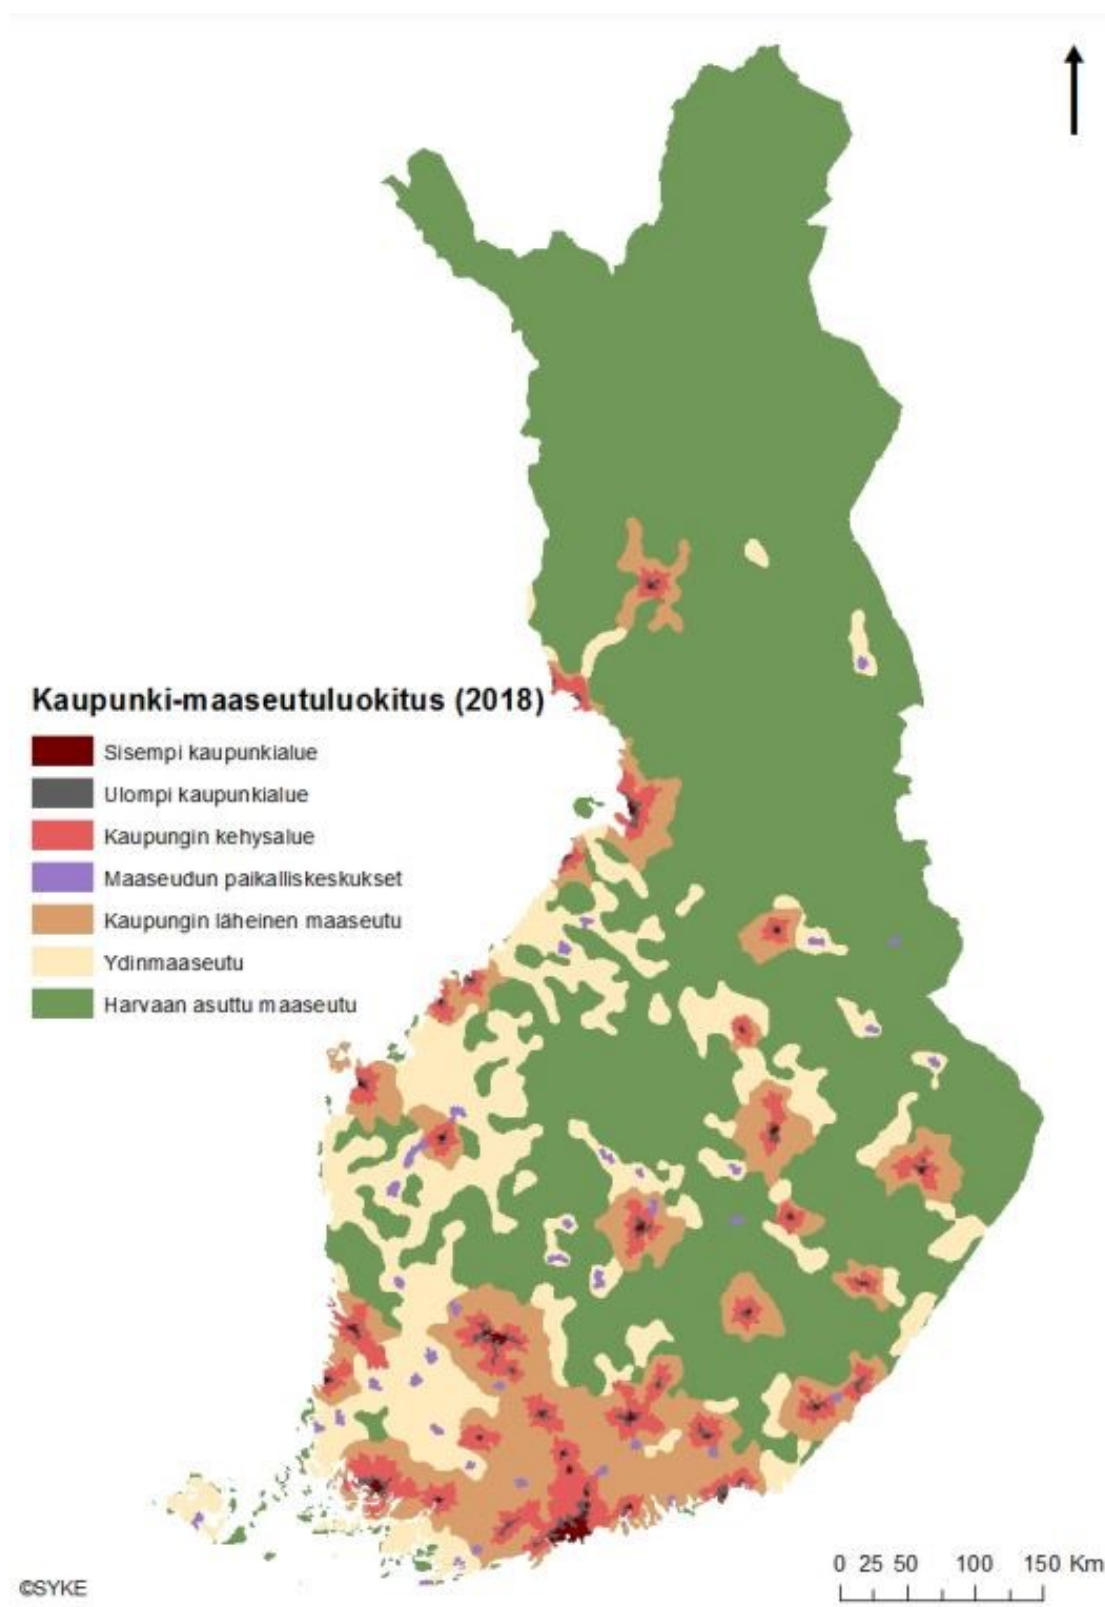 Kaupunki-maaseutuluokitus (2018)
Sisempi kaupunkialue
Ulompi kaupunkialue
Kaupungin kehysalue
Maaseudun paikalliskeskukset
Kaupungin läheinen maaseutu
Ydinmaaseutu
Harvaan asuttu maaseutu
0 25 50 100 150 Km
©SYKE